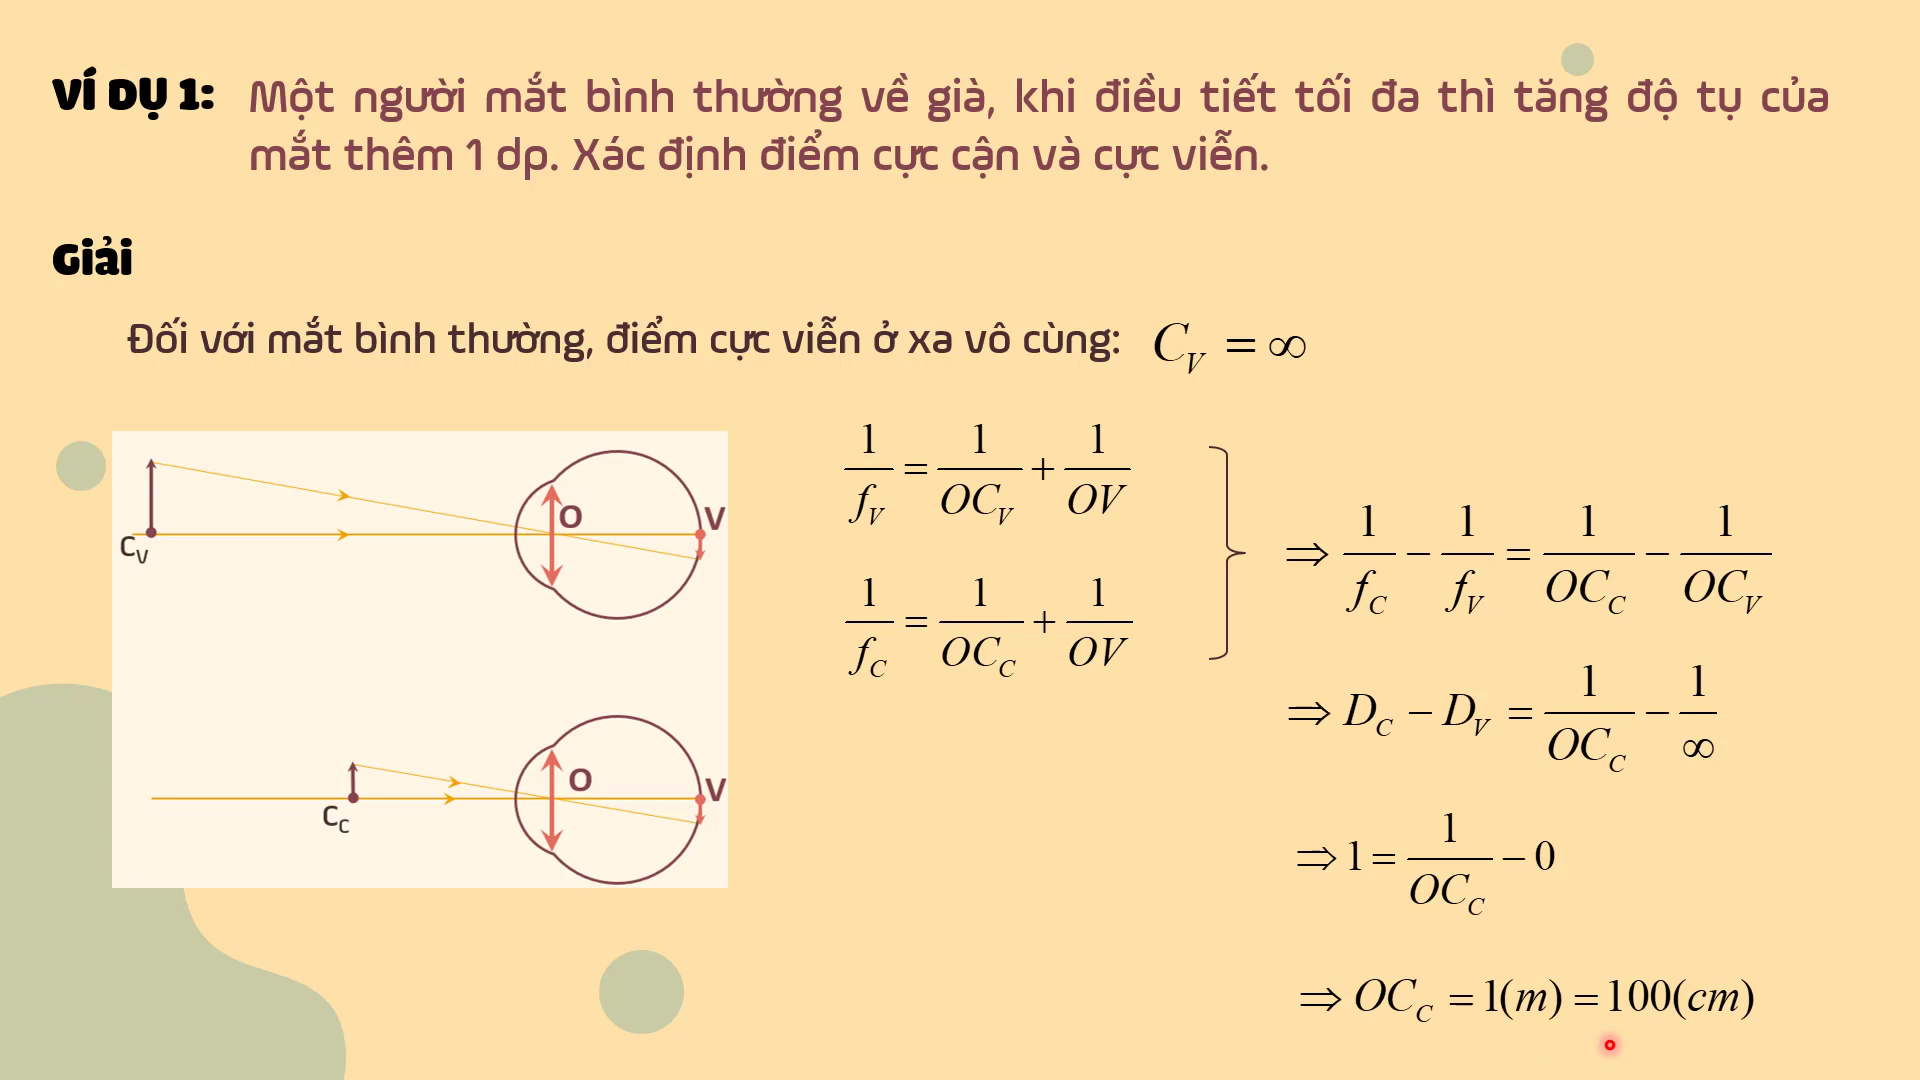 VÍ DỤ 1: Một người mắt bình thường về già, khi điều tiết tối đa thì tăng độ tụ của
mắt thêm 1 dp. Xác định điểm cực cận và cực viễn.
Giải
Đối với mắt bình thường, điểm cực viễn ở xa vô cùng: C_V = ∞
O V
C_V
O V
C_C
1/f_V = 1/OC_V + 1/OV
1/f_C = 1/OC_C + 1/OV
⇒ 1/f_C − 1/f_V = 1/OC_C − 1/OC_V
⇒ D_C − D_V = 1/OC_C − 1/∞
⇒ 1 = 1/OC_C − 0
⇒ OC_C = 1(m) = 100(cm)